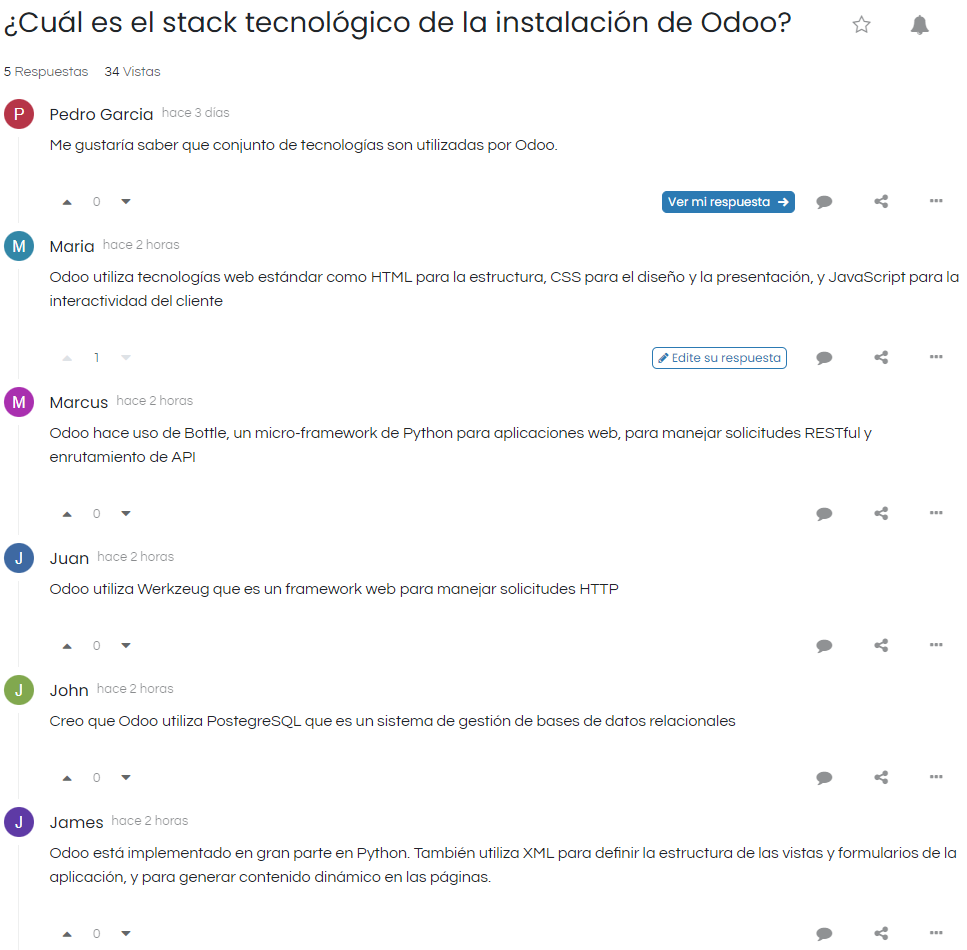 ¿Cuál es el stack tecnológico de la instalación de Odoo?
5 Respuestas 34 Vistas
P Pedro Garcia hace 3 días
Me gustaría saber que conjunto de tecnologías son utilizadas por Odoo.
0 Ver mi respuesta
M Maria hace 2 horas
Odoo utiliza tecnologías web estándar como HTML para la estructura, CSS para el diseño y la presentación, y JavaScript para la
interactividad del cliente
1 Edite su respuesta
M Marcus hace 2 horas
Odoo hace uso de Bottle, un micro-framework de Python para aplicaciones web, para manejar solicitudes RESTful y
enrutamiento de API
0
J Juan hace 2 horas
Odoo utiliza Werkzeug que es un framework web para manejar solicitudes HTTP
0
J John hace 2 horas
Creo que Odoo utiliza PostegreSQL que es un sistema de gestión de bases de datos relacionales
0
J James hace 2 horas
Odoo está implementado en gran parte en Python. También utiliza XML para definir la estructura de las vistas y formularios de la
aplicación, y para generar contenido dinámico en las páginas.
0